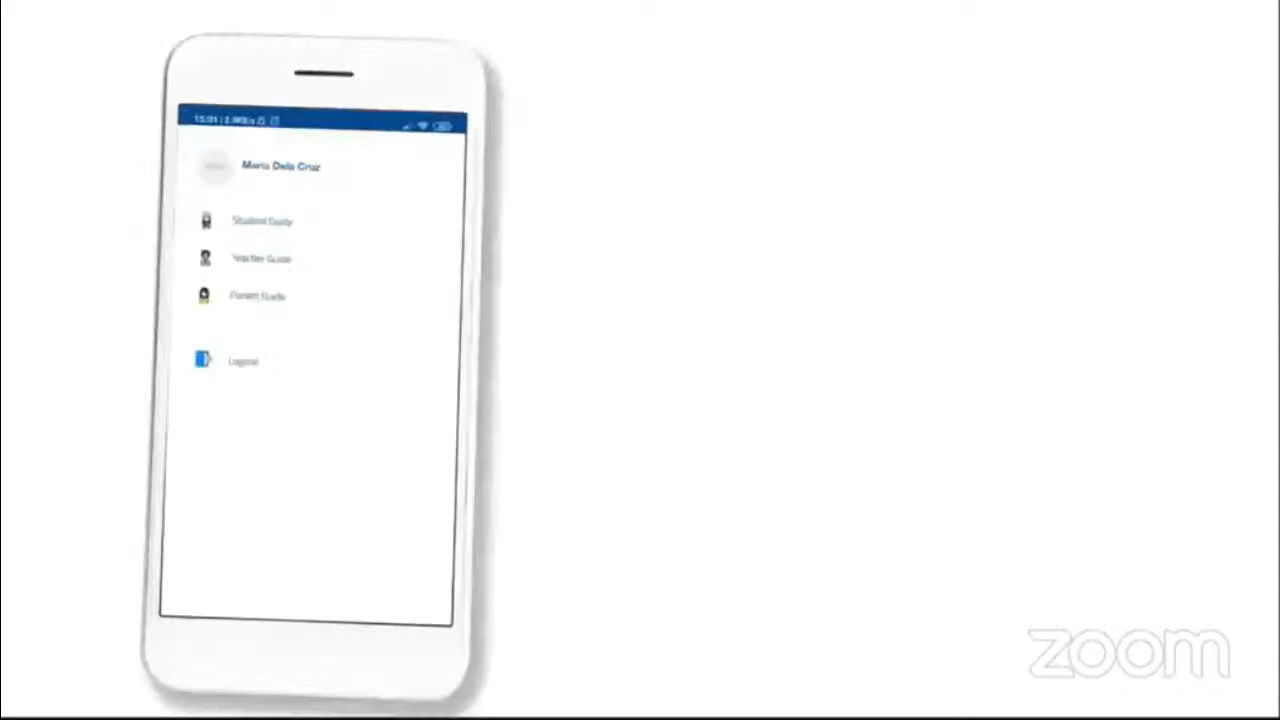 Maria Dela Cruz
Student Guide
Teacher Guide
Parent Guide
Logout
zoom